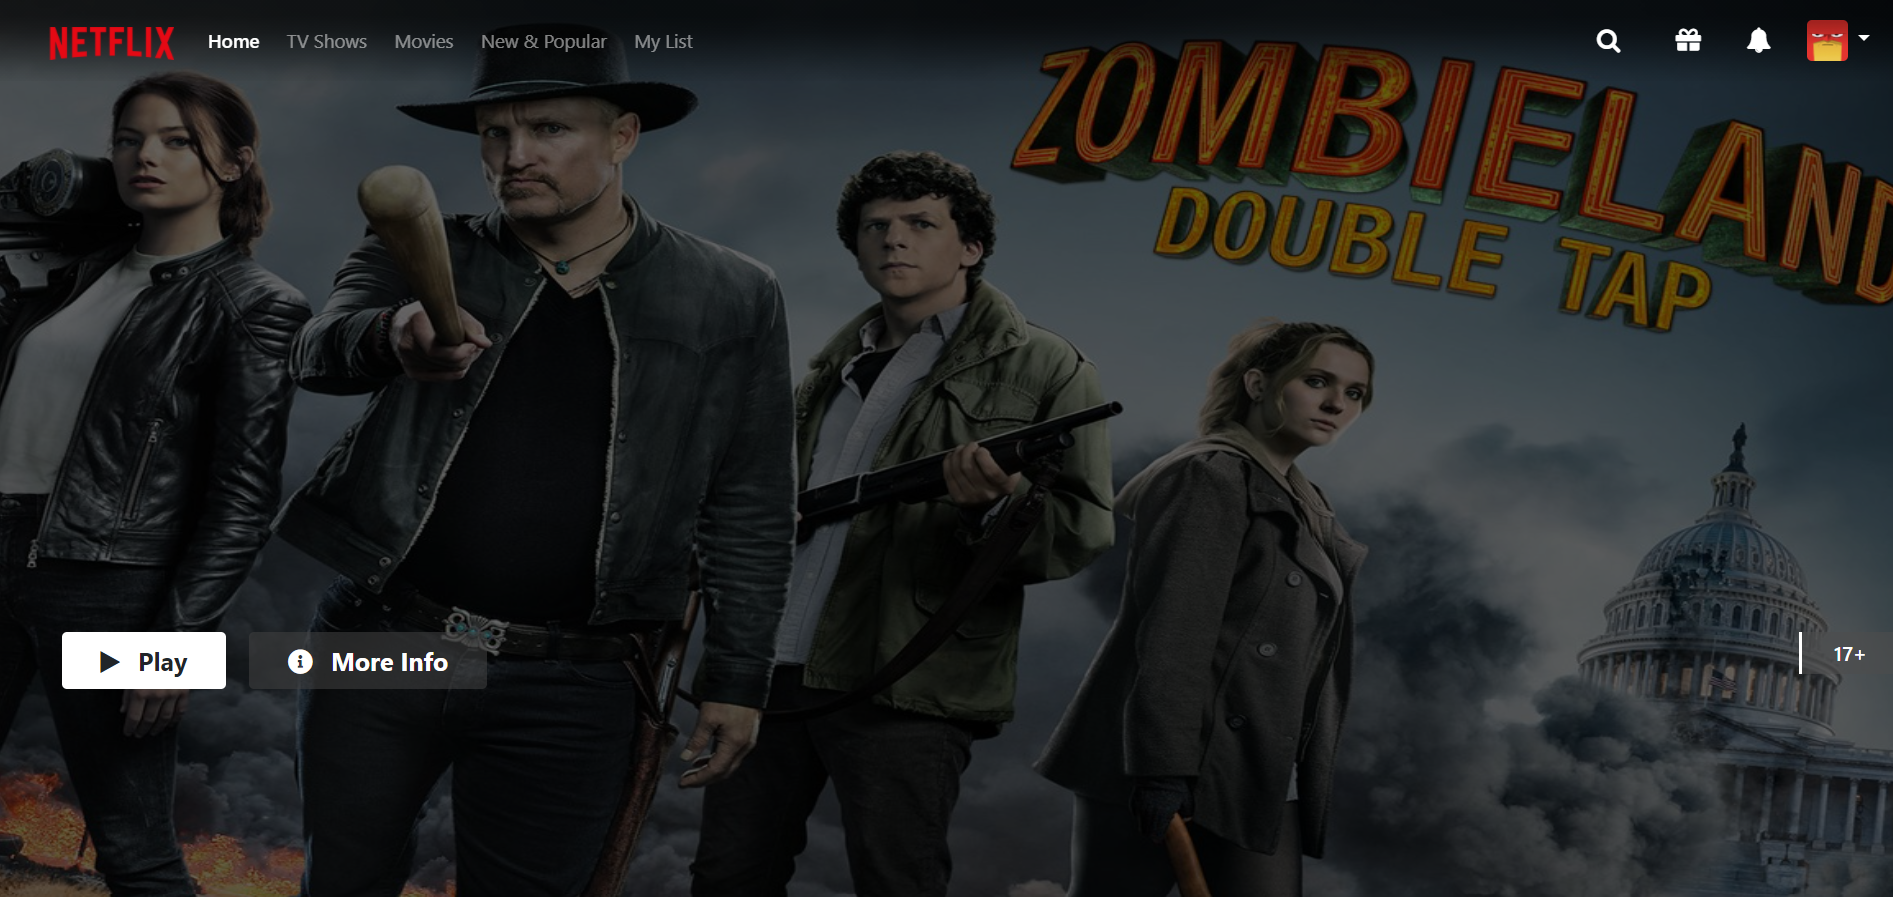 NETFLIX
Home
TV Shows
Movies
New & Popular
My List
ZOMBIELAND
DOUBLE TAP
Play
More Info
17+